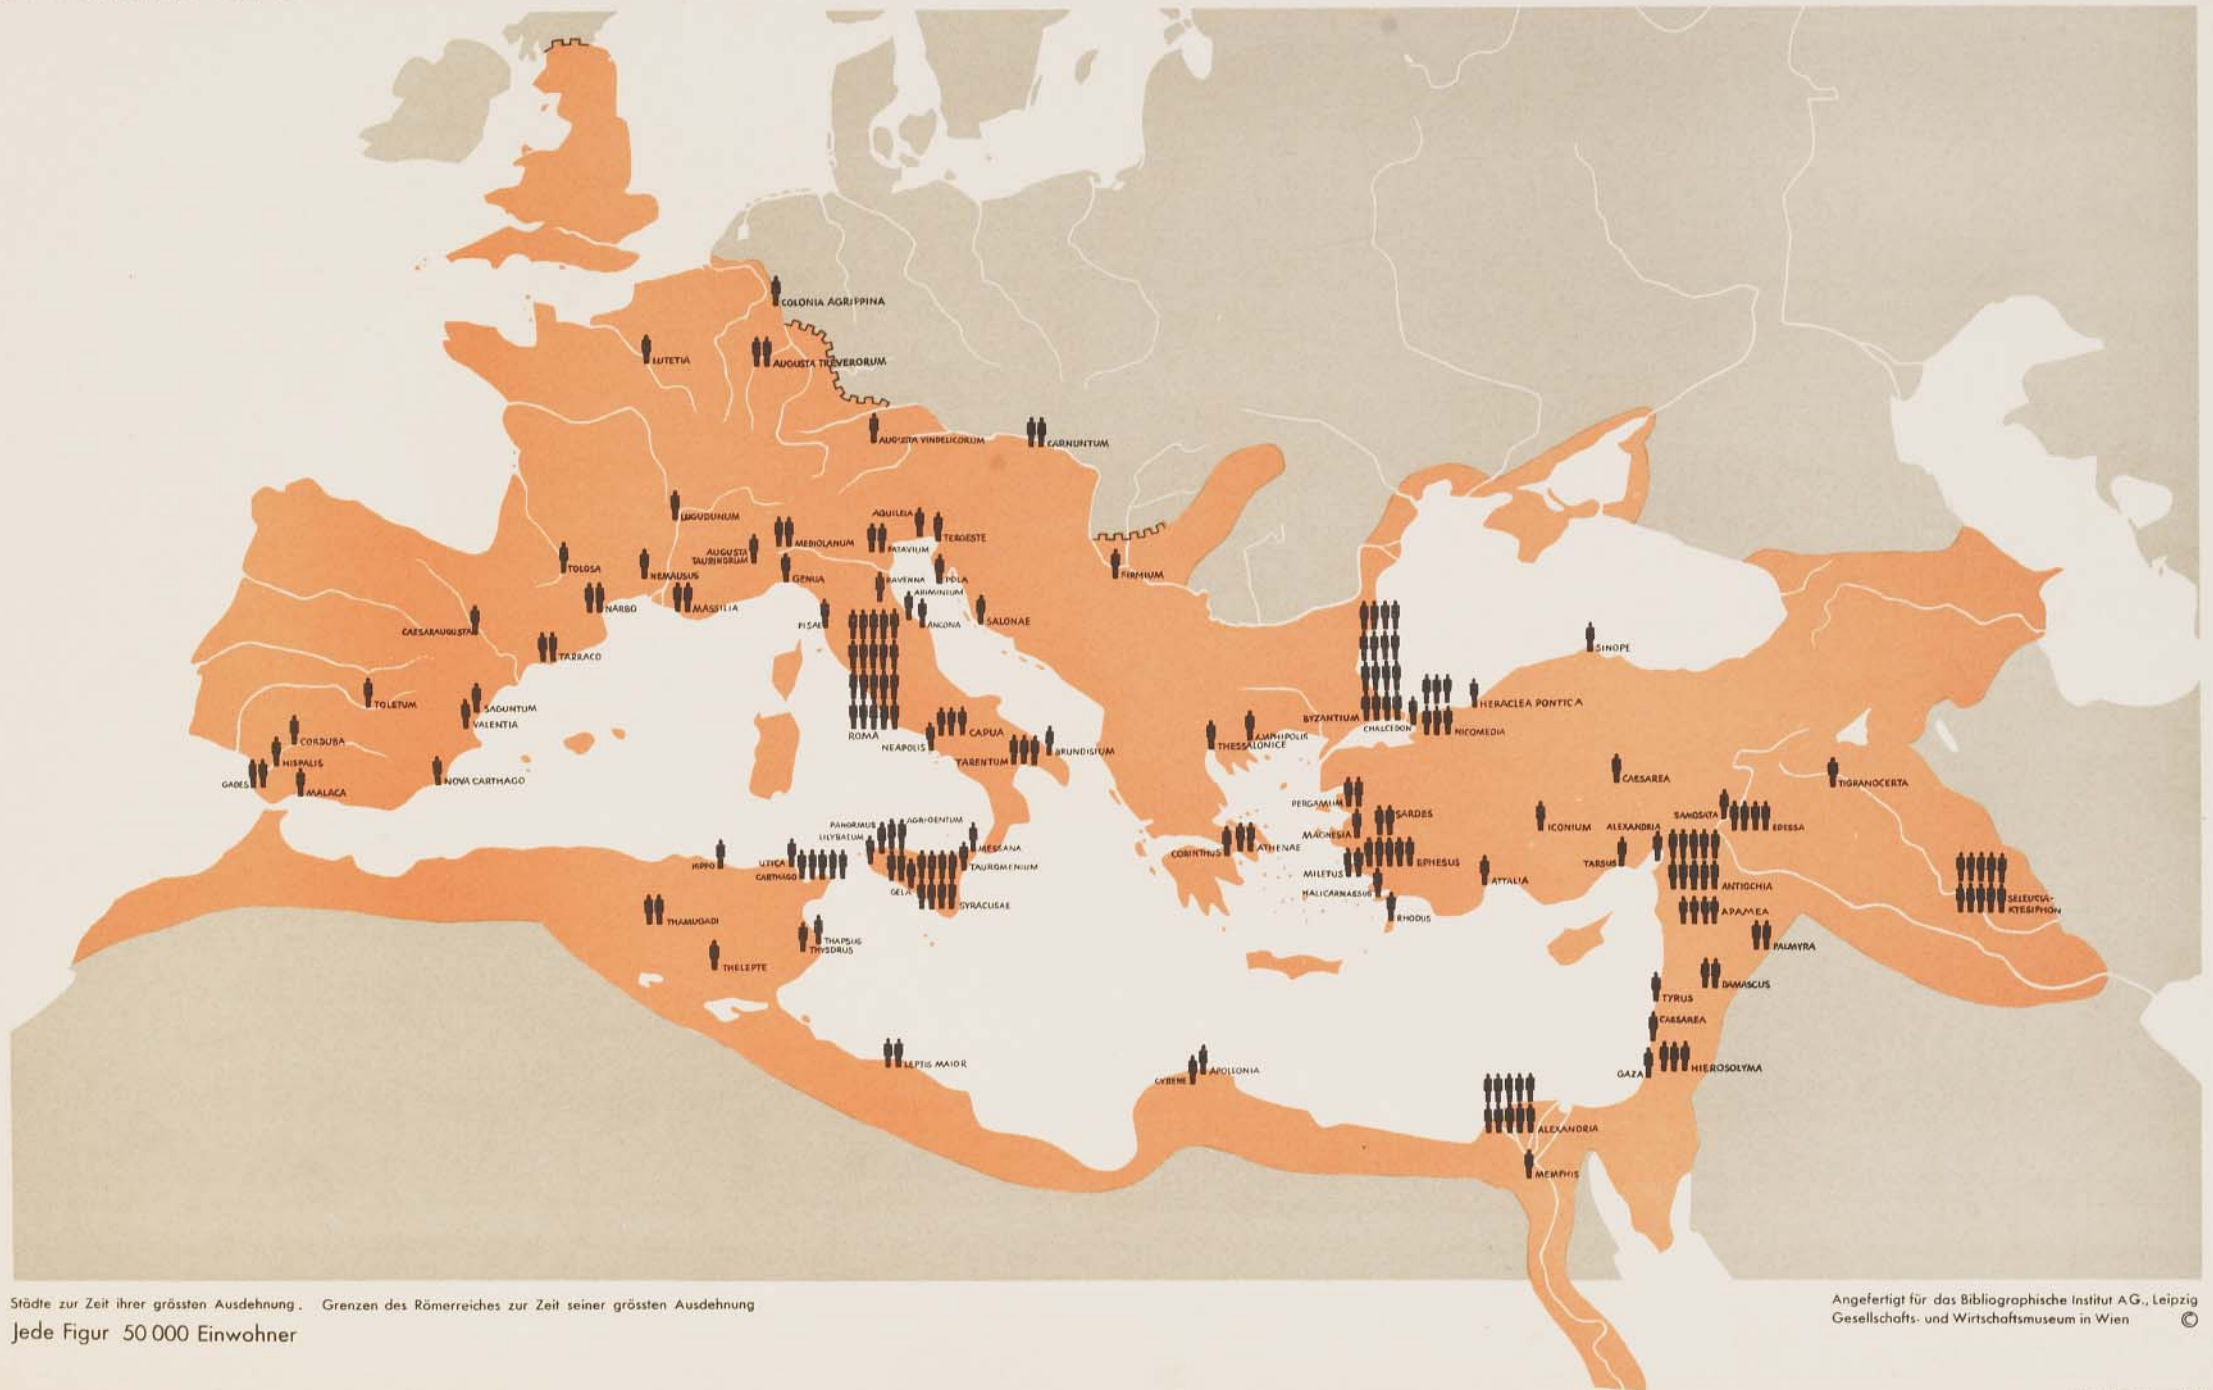 COLONIA AGRIPPINA
LUTETIA
AUGUSTA TREVERORUM
AUGUSTA VINDELICORUM
CARNUNTUM
LUGUDUNUM
AQUILEIA
TERGESTE
MEDIOLANUM
PATAVIUM
AUGUSTA
TAURINORUM
TOLOSA
NEMAUSUS
GENUA
RAVENNA
POLA
FIRMIUM
ARIMINIUM
NARBO
MASSILIA
PISAE
ANCONA
SALONAE
CAESARAUGUSTA
TARRACO
SINOPE
TOLETUM
SAGUNTUM
VALENTIA
HERACLEA PONTICA
BYZANTIUM
CHALCEDON
NICOMEDIA
ROMA
CAPUA
NEAPOLIS
AMPHIPOLIS
THESSALONICE
CORDUBA
BRUNDISIUM
TARENTUM
HISPALIS
GADES
MALACA
NOVA CARTHAGO
CAESAREA
TIGRANOCERTA
PERGAMUM
SARDES
SAMOSATA
EDESSA
PANORMUS
AGRIGENTUM
LILYBAEUM
MAGNESIA
ICONIUM
ALEXANDRIA
MESSANA
CORINTHUS
ATHENAE
HIPPO
UTICA
CARTHAGO
TAUROMENIUM
EPHESUS
TARSUS
MILETUS
ATTALIA
ANTIOCHIA
GELA
SYRACUSAE
HALICARNASSUS
RHODUS
SELEUCIA-
KTESIPHON
APAMEA
THAMUGADI
THAPSUS
THYSDRUS
PALMYRA
THELEPTE
DAMASCUS
TYRUS
CAESAREA
LEPTIS MAIOR
CYRENE
APOLLONIA
GAZA
HIEROSOLYMA
ALEXANDRIA
MEMPHIS
Städte zur Zeit ihrer grössten Ausdehnung. Grenzen des Römerreiches zur Zeit seiner grössten Ausdehnung
Jede Figur 50 000 Einwohner
Angefertigt für das Bibliographische Institut AG., Leipzig
Gesellschafts- und Wirtschaftsmuseum in Wien ©